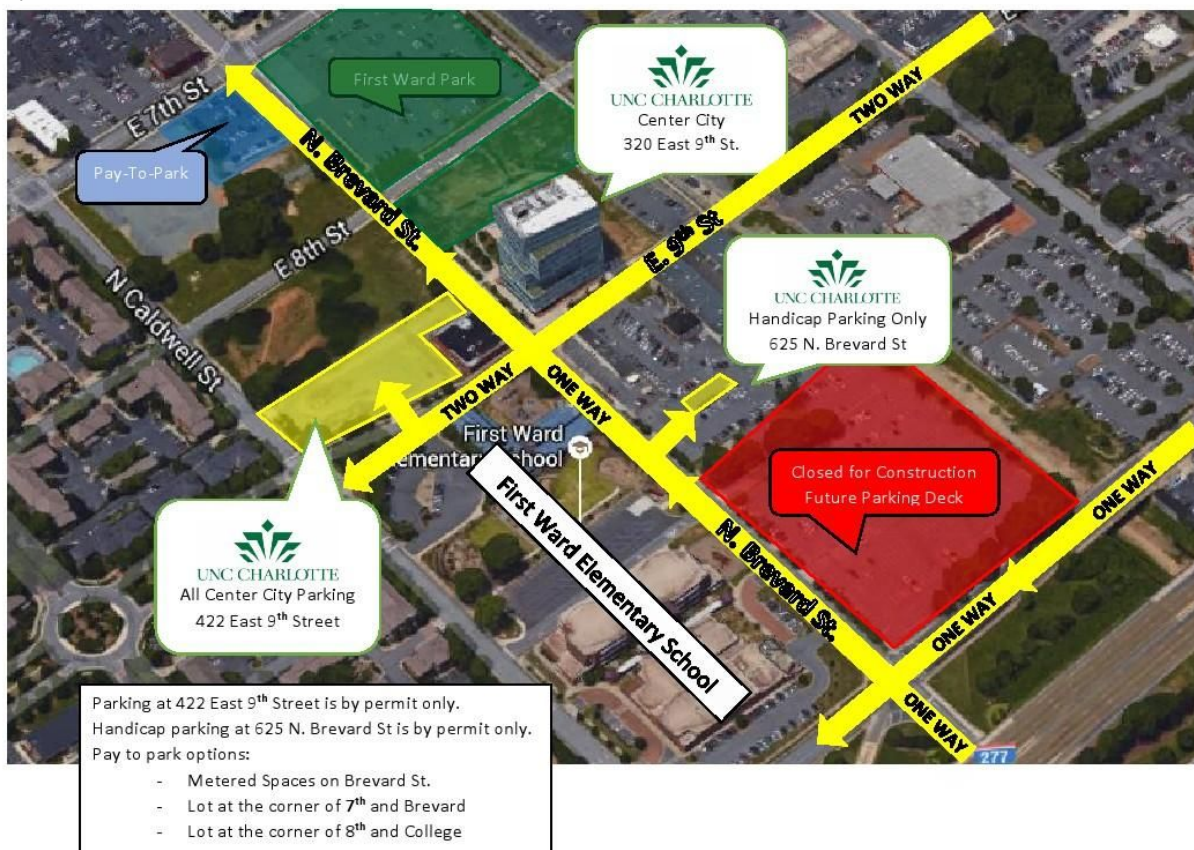 First Ward Park
UNC CHARLOTTE
Center City
320 East 9th St.
TWO WAY
E 7th St
Pay-To-Park
N. Brevard St.
E 8th St
E. 9th St
N Caldwell St
UNC CHARLOTTE
Handicap Parking Only
625 N. Brevard St
TWO WAY
ONE WAY
First Ward
ementary chool
First Ward Elementary School
Closed for Construction
Future Parking Deck
ONE WAY
N. Brevard St.
ONE WAY
ONE WAY
277
UNC CHARLOTTE
All Center City Parking
422 East 9th Street
Parking at 422 East 9th Street is by permit only.
Handicap parking at 625 N. Brevard St is by permit only.
Pay to park options:
- Metered Spaces on Brevard St.
- Lot at the corner of 7th and Brevard
- Lot at the corner of 8th and College